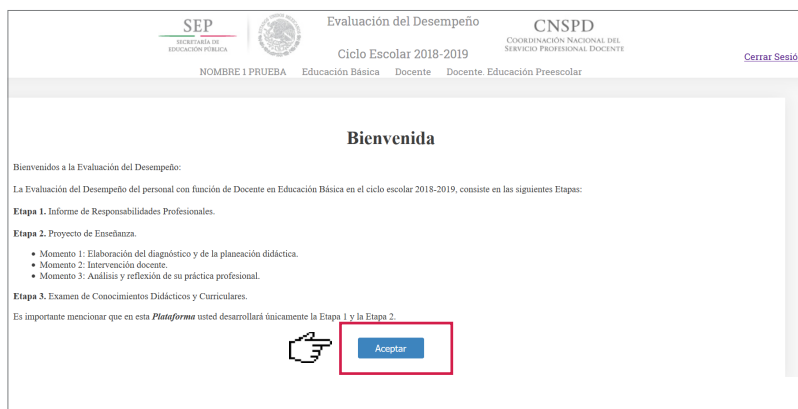 SEP
SECRETARÍA DE
EDUCACIÓN PÚBLICA
Evaluación del Desempeño
Ciclo Escolar 2018-2019
CNSPD
COORDINACIÓN NACIONAL DEL
SERVICIO PROFESIONAL DOCENTE
Cerrar Sesió
NOMBRE 1 PRUEBA Educación Básica Docente Docente. Educación Preescolar
Bienvenida
Bienvenidos a la Evaluación del Desempeño:
La Evaluación del Desempeño del personal con función de Docente en Educación Básica en el ciclo escolar 2018-2019, consiste en las siguientes Etapas:
Etapa 1. Informe de Responsabilidades Profesionales.
Etapa 2. Proyecto de Enseñanza.
• Momento 1: Elaboración del diagnóstico y de la planeación didáctica.
• Momento 2: Intervención docente.
• Momento 3: Análisis y reflexión de su práctica profesional.
Etapa 3. Examen de Conocimientos Didácticos y Curriculares.
Es importante mencionar que en esta Plataforma usted desarrollará únicamente la Etapa 1 y la Etapa 2.
Aceptar